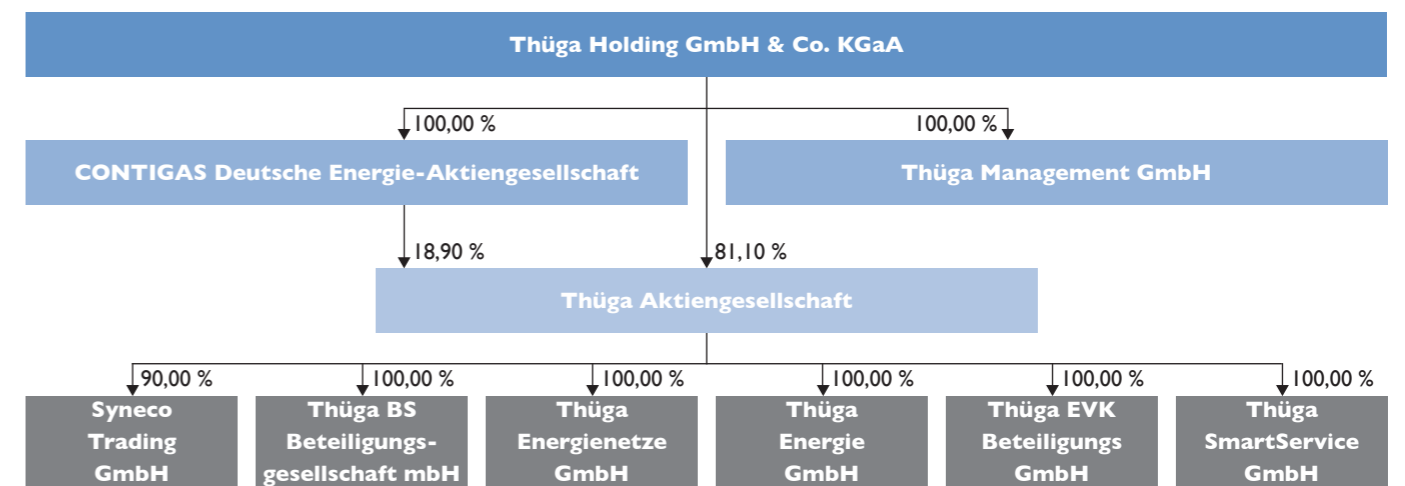 Thüga Holding GmbH & Co. KGaA
100,00 %
100,00 %
CONTIGAS Deutsche Energie-Aktiengesellschaft
Thüga Management GmbH
18,90 %
81,10 %
Thüga Aktiengesellschaft
90,00 %
100,00 %
100,00 %
100,00 %
100,00 %
100,00 %
Syneco
Trading
GmbH
Thüga BS
Beteiligungs-
gesellschaft mbH
Thüga
Energienetze
GmbH
Thüga
Energie
GmbH
Thüga EVK
Beteiligungs
GmbH
Thüga
SmartService
GmbH